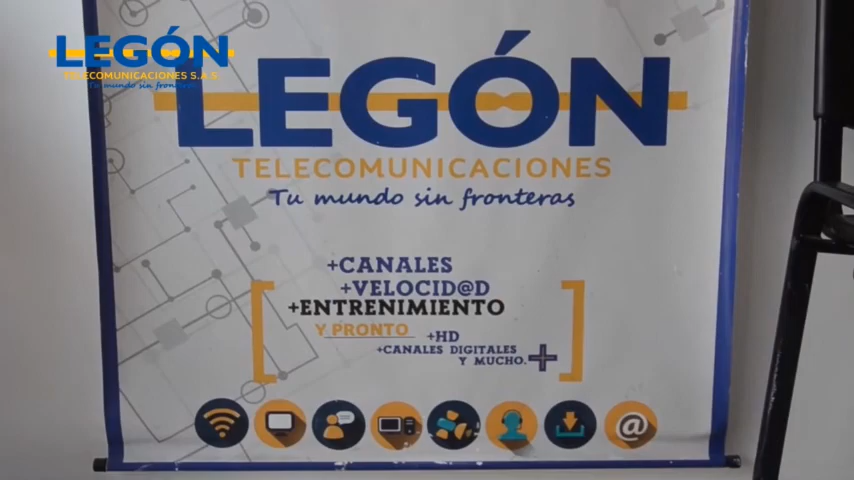 LEGÓN
TELECOMUNICACIONES S.A.S
Tu mundo sin fronteras
LEGÓN
TELECOMUNICACIONES
Tu mundo sin fronteras
+CANALES
+VELOCID@D
+ENTRENIMIENTO
Y PRONTO +HD
+CANALES DIGITALES
Y MUCHO. +
@